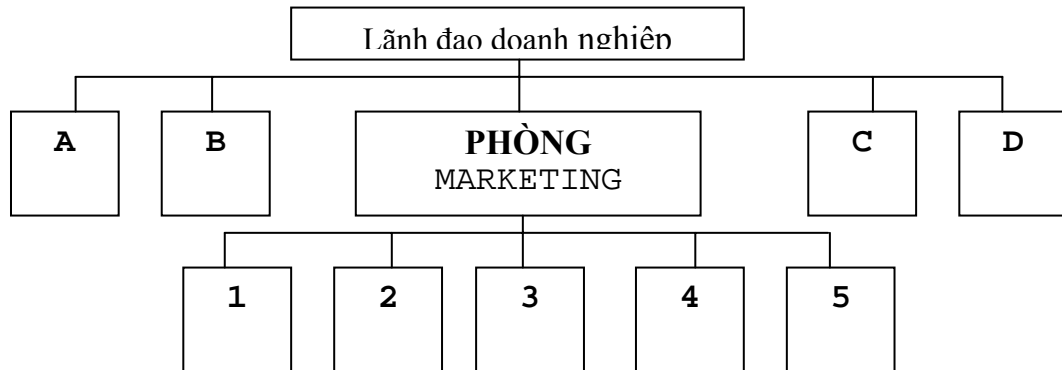 Lãnh đạo doanh nghiệp
A B PHÒNG C D
MARKETING
1 2 3 4 5